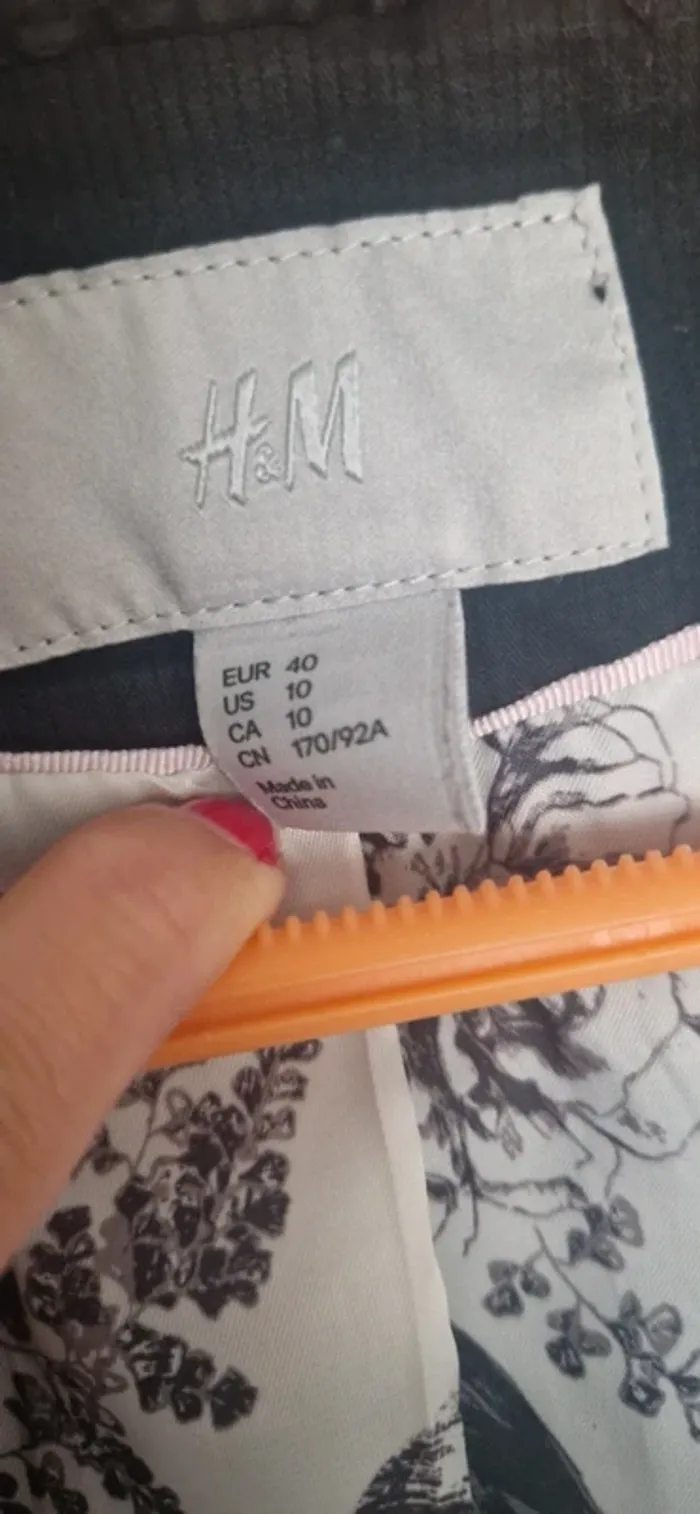 H&M
EUR 40
US 10
CA 10
CN 170/92A
Made in
China